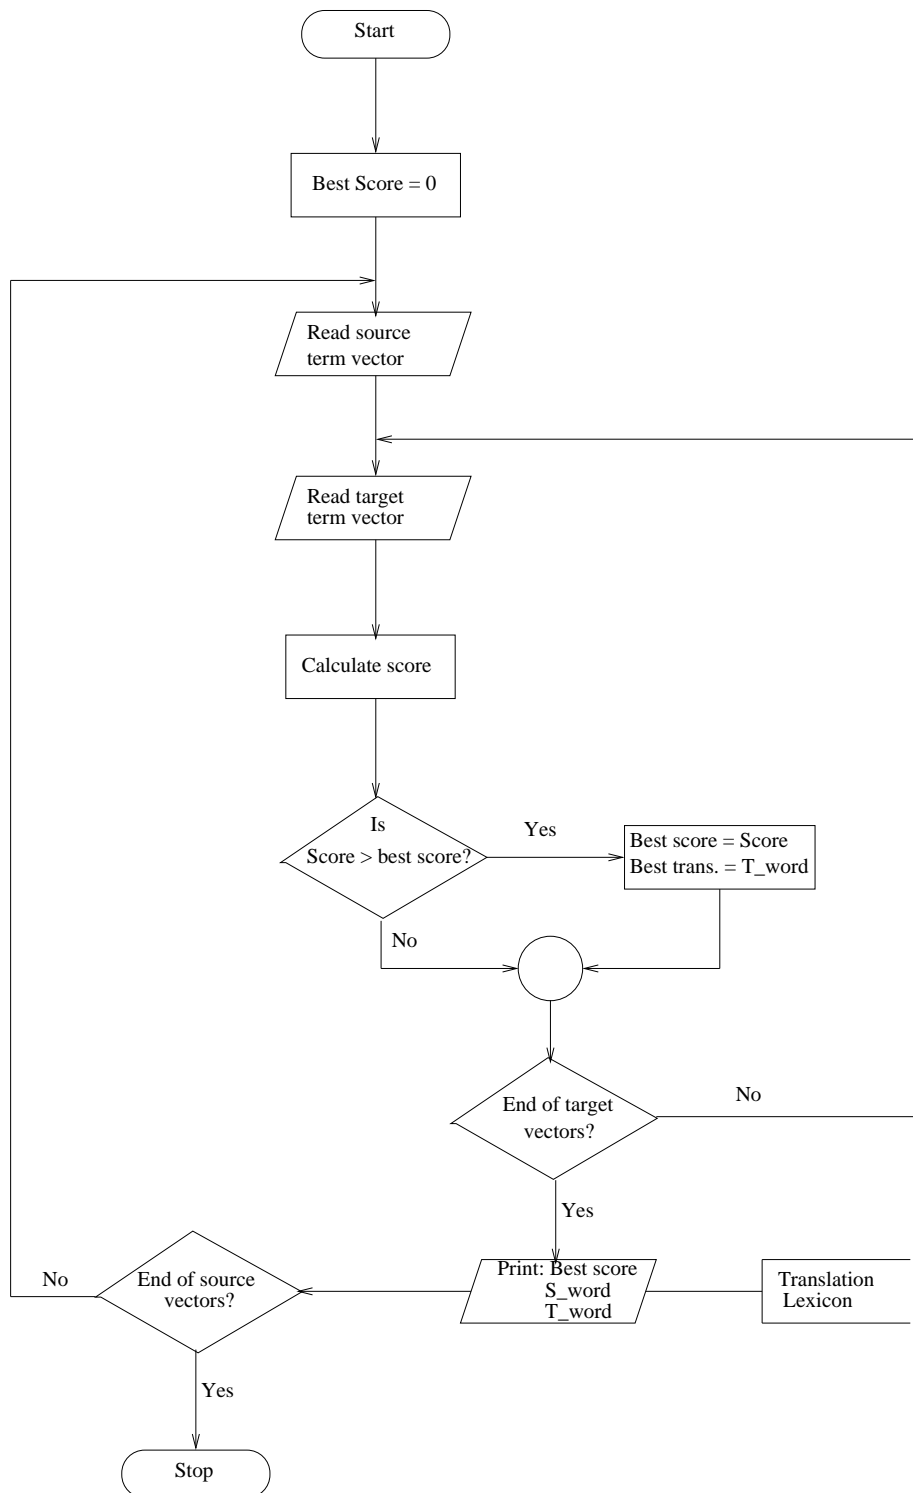 Start
Best Score = 0
Read source
term vector
Read target
term vector
Calculate score
Is
Score > best score?
Yes
Best score = Score
Best trans. = T_word
No
End of target
vectors?
No
Yes
Print: Best score
S_word
T_word
Translation
Lexicon
End of source
vectors?
No
Yes
Stop